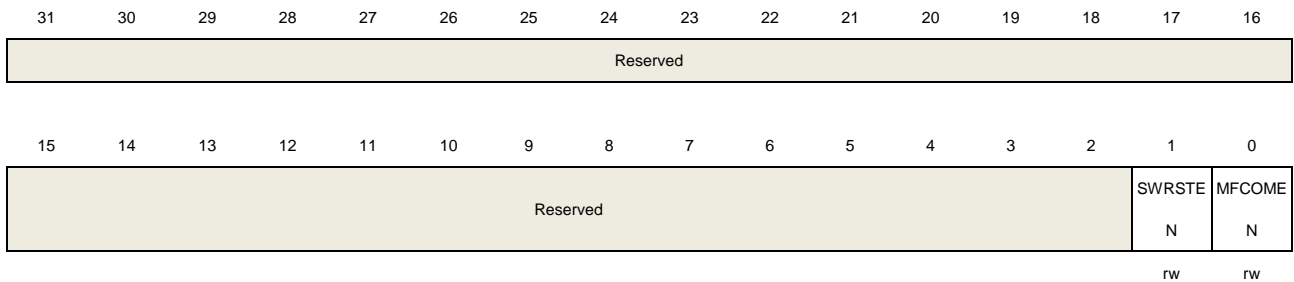 31 30 29 28 27 26 25 24 23 22 21 20 19 18 17 16
Reserved
15 14 13 12 11 10 9 8 7 6 5 4 3 2 1 0
Reserved
SWRSTE MFCOME
N N
rw rw